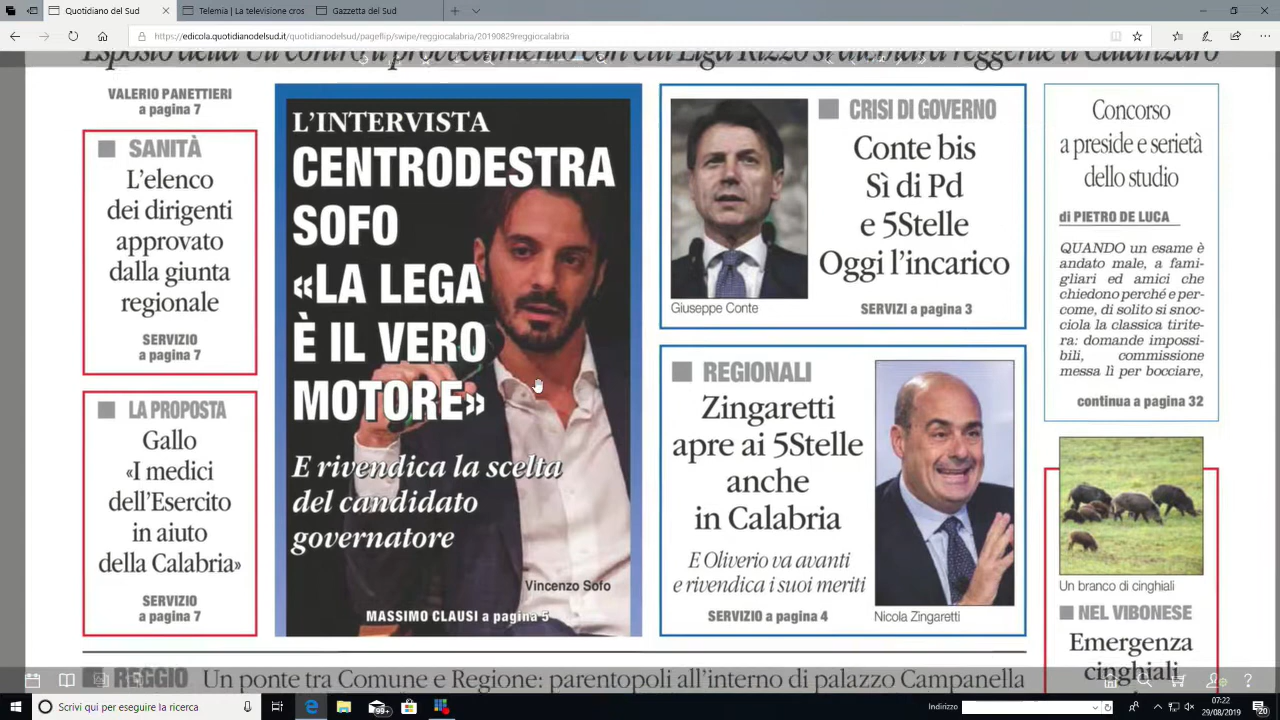 Quotidiano del Sud
Telemia | La tv in cross
Gazzetta del Sud
https://edicola.quotidianodelsud.it/quotidianodelsud/pageflip/swipe/reggiocalabria/20190829reggiocalabria
VALERIO PANETTIERI
a pagina 7
SANITÀ
L'elenco
dei dirigenti
approvato
dalla giunta
regionale
SERVIZIO
a pagina 7
LA PROPOSTA
Gallo
«I medici
dell'Esercito
in aiuto
della Calabria»
SERVIZIO
a pagina 7
L'INTERVISTA
CENTRODESTRA
SOFO
«LA LEGA
È IL VERO
MOTORE»
E rivendica la scelta
del candidato
governatore
Vincenzo Sofo
MASSIMO CLAUSI a pagina 5
CRISI DI GOVERNO
Conte bis
Sì di Pd
e 5Stelle
Oggi l'incarico
Giuseppe Conte
SERVIZI a pagina 3
REGIONALI
Zingaretti
apre ai 5Stelle
anche
in Calabria
E Oliverio va avanti
e rivendica i suoi meriti
SERVIZIO a pagina 4
Nicola Zingaretti
Concorso
a preside e serietà
dello studio
di PIETRO DE LUCA
QUANDO un esame è
andato male, a fami-
gliari ed amici che
chiedono perché e per-
come, di solito si snoc-
ciola la classica tirite-
ra: domande impossi-
bili, commissione
messa lì per bocciare,
continua a pagina 32
Un branco di cinghiali
NEL VIBONESE
Emergenza
cinghiali
REGGIO Un ponte tra Comune e Regione: parentopoli all'interno di palazzo Campanella
Scrivi qui per eseguire la ricerca
99+
Indirizzo
07:22
29/08/2019
20